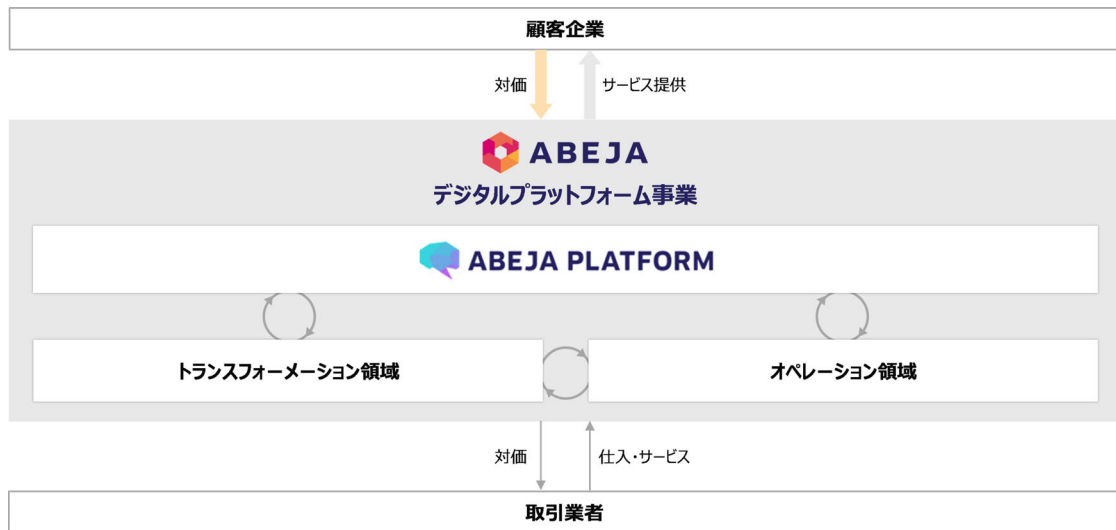 顧客企業
対価
サービス提供
ABEJA
デジタルプラットフォーム事業
ABEJA PLATFORM
トランスフォーメーション領域
オペレーション領域
対価
仕入・サービス
取引業者